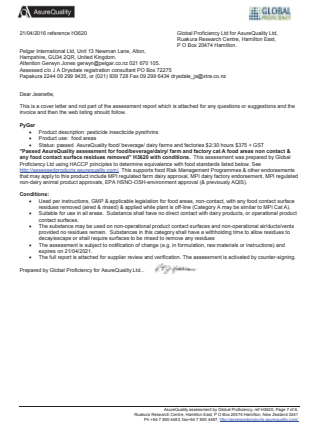 AsureQuality
GLOBAL
PROFICIENCY
21/04/2016 reference H3620
Global Proficiency Ltd for AsureQuality Ltd,
Ruakura Research Centre, Hamilton East,
P O Box 20474 Hamilton.
Pelgar International Ltd, Unit 13 Newman Lane, Alton,
Hampshire, GU34 2QR, United Kingdom.
Attention Gerwyn Jones gerwyn@pelgar.co.nz 021 670 105.
Assessed c/o J A Drysdale registration consultant PO Box 72275
Papakura 2244 09 299 9435, or (021) 939 728 Fax 09 299 6434 drysdale_ja@xtra.co.nz
Dear Jeanette,
This is a cover letter and not part of the assessment report which is attached for any questions or suggestions and the
invoice and then the web listing should follow.
PyGar
• Product description: pesticide insecticide pyrethrins
• Product use: food areas
• Status: passed AsureQuality food/ beverage/ dairy factories $2:30 hours $375 + GST
"Passed AsureQuality assessment for food/beverage/dairy/ farm and factory cat A food areas non contact &
any food contact surface residues removed" H3620 with conditions. This assessment was prepared by Global
Proficiency Ltd using HACCP principles to determine equivalence with food standards listed below. See
http://assessedproducts.asurequality.com/. This supports food Risk Management Programmes & other endorsements
that may apply to this product include MPI regulated farm dairy approval, MPI dairy factory endorsement, MPI regulated
non-dairy animal product approvals, EPA HSNO-OSH-environment approval (& previously AQIS).
Conditions:
• Used per instructions, GMP & applicable legislation for food areas, non-contact, with any food contact surface
residues removed (wiped & rinsed) & applied while plant is off-line (Category A may be similar to MPI Cat A).
• Suitable for use in all areas. Substance shall have no direct contact with dairy products, or operational product
contact surfaces.
• The substance may be used on non-operational product contact surfaces and non-operational air/ducts/vents
provided no residues remain. Substances in this category shall have a withholding time to allow residues to
decay/escape or shall require surfaces to be rinsed to remove any residues
• The assessment is subject to notification of change (e.g. in formulation, raw materials or instructions) and
expires on 21/04/2021.
• The full report is attached for supplier review and verification. The assessment is activated by counter-signing.
Prepared by Global Proficiency for AsureQuality Ltd...
AsureQuality assessment by Global Proficiency, ref H3620, Page 7 of 8.
Ruakura Research Centre, Hamilton East, P O Box 20474, Hamilton, New Zealand 3241